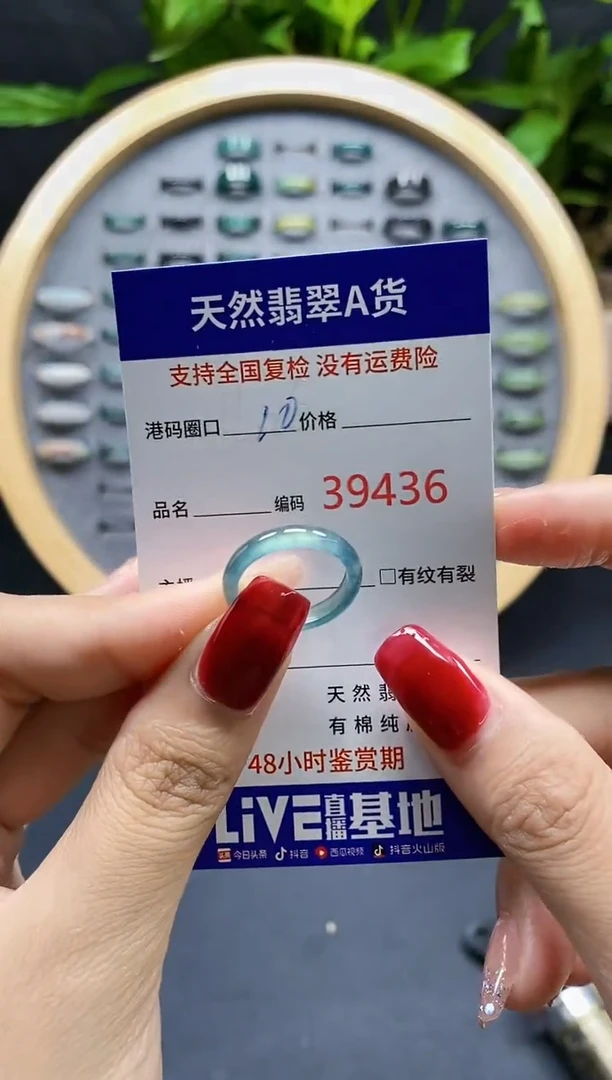 天然翡翠A货
支持全国复检 没有运费险
港码圈口 10 价格
品名 编码 39436
□有纹有裂
天然翡
有棉纯
48小时鉴赏期
LiVE直播基地
头条 今日头条 抖音 西瓜视频 抖音火山版